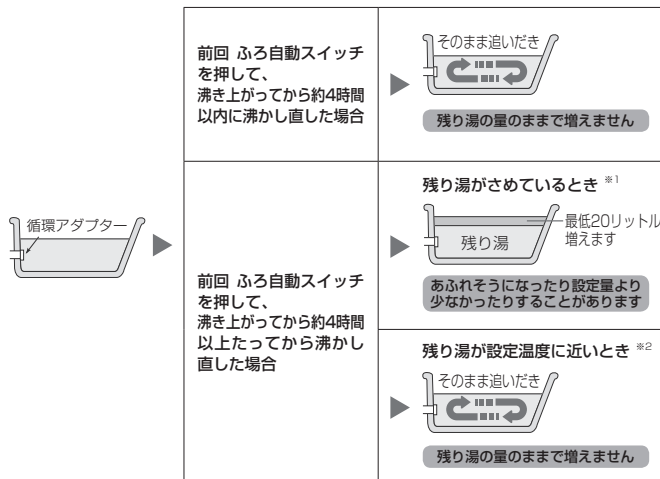 循環アダプター
前回 ふろ自動スイッチ
を押して、
沸き上がってから約4時間
以内に沸かし直した場合
そのまま追いだき
残り湯の量のままで増えません
前回 ふろ自動スイッチ
を押して、
沸き上がってから約4時間
以上たってから沸かし
直した場合
残り湯がさめているとき ※1
残り湯
最低20リットル
増えます
あふれそうになったり設定量より
少なかったりすることがあります
残り湯が設定温度に近いとき ※2
そのまま追いだき
残り湯の量のままで増えません